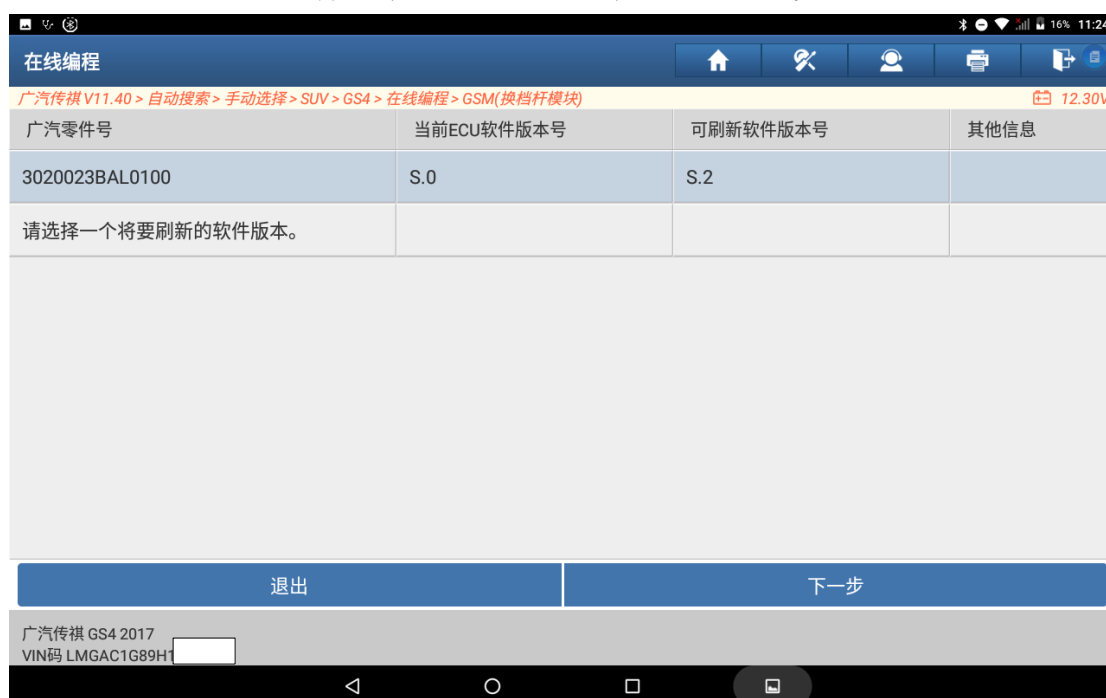 16% 11:24
在线编程
广汽传祺 V11.40 > 自动搜索 > 手动选择 > SUV > GS4 > 在线编程 > GSM(换档杆模块) 12.30V
广汽零件号 当前ECU软件版本号 可刷新软件版本号 其他信息
3020023BAL0100 S.0 S.2
请选择一个将要刷新的软件版本。
退出 下一步
广汽传祺 GS4 2017
VIN码 LMGAC1G89H1